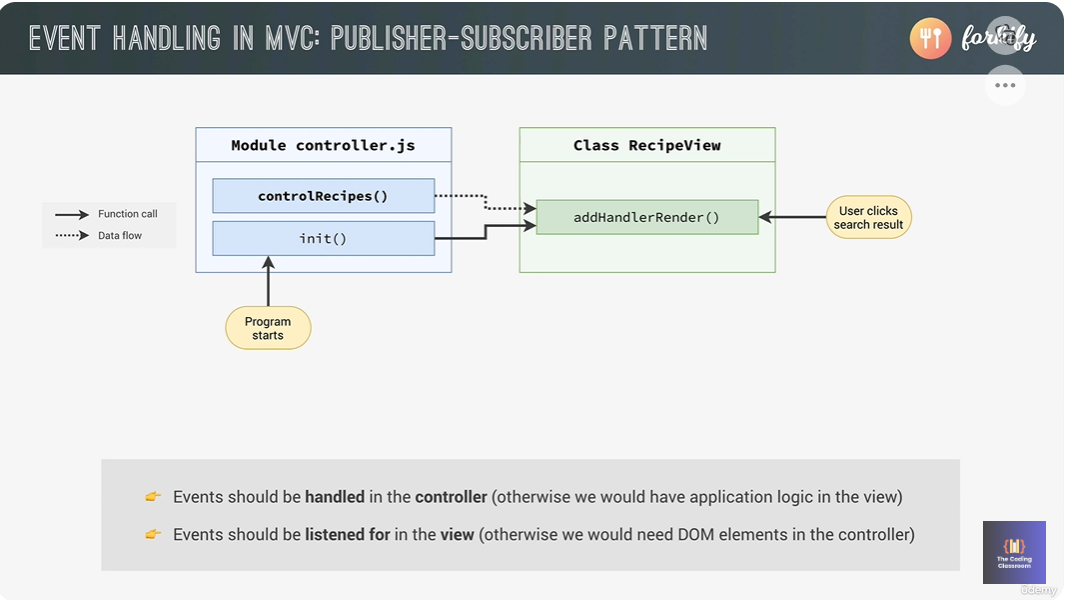 EVENT HANDLING IN MVC: PUBLISHER-SUBSCRIBER PATTERN
forkify
Module controller.js
Class RecipeView
controlRecipes()
init()
addHandlerRender()
Function call
Data flow
User clicks
search result
Program
starts
👉 Events should be handled in the controller (otherwise we would have application logic in the view)
👉 Events should be listened for in the view (otherwise we would need DOM elements in the controller)
The Coding
Classroom
ûdemy